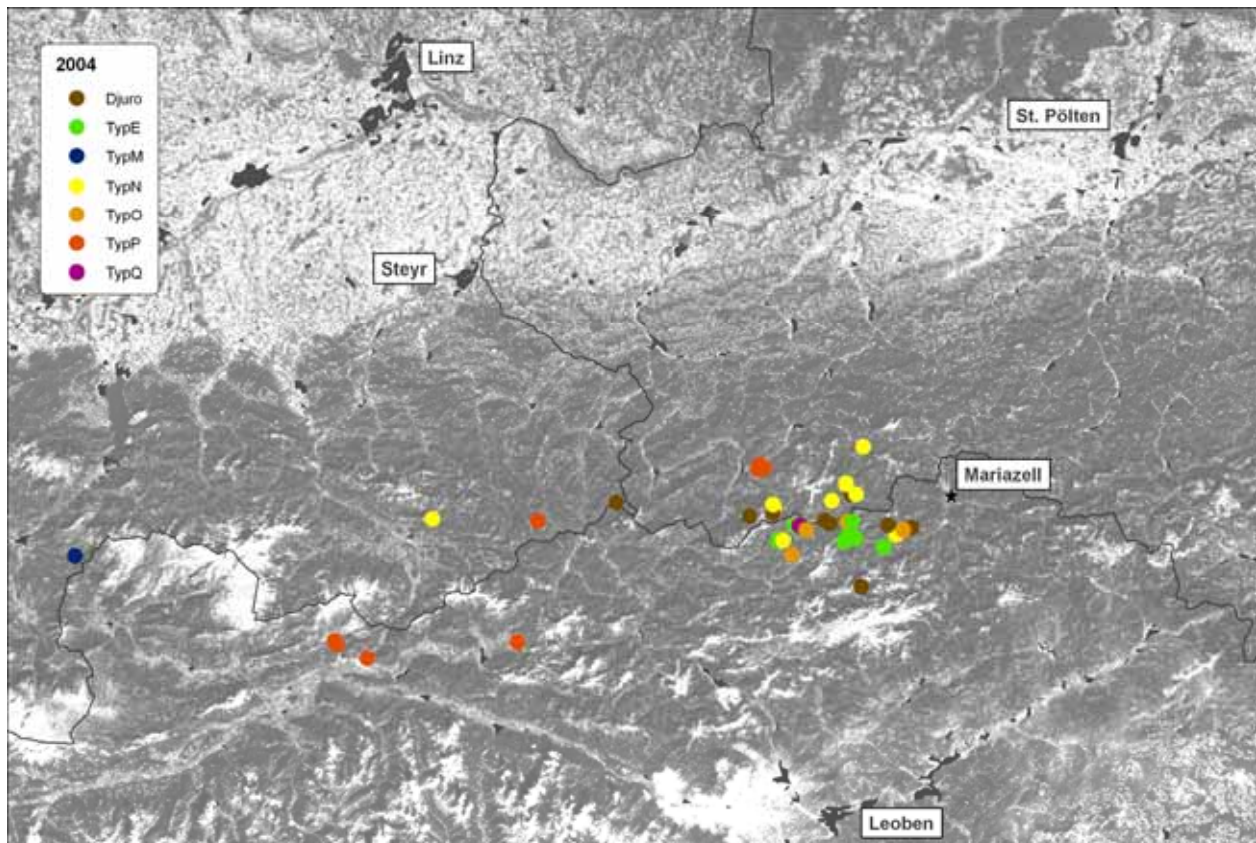 2004
Djuro
TypE
TypM
TypN
TypO
TypP
TypQ
Linz
St. Pölten
Steyr
Mariazell
Leoben